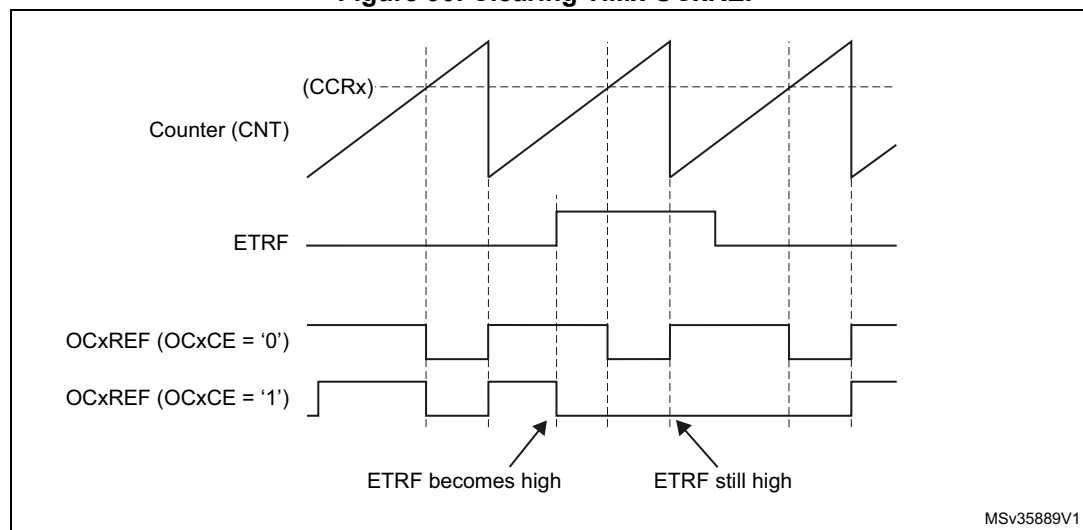 (CCRx)
Counter (CNT)
ETRF
OCxREF (OCxCE = ‘0’)
OCxREF (OCxCE = ‘1’)
ETRF becomes high
ETRF still high
MSv35889V1